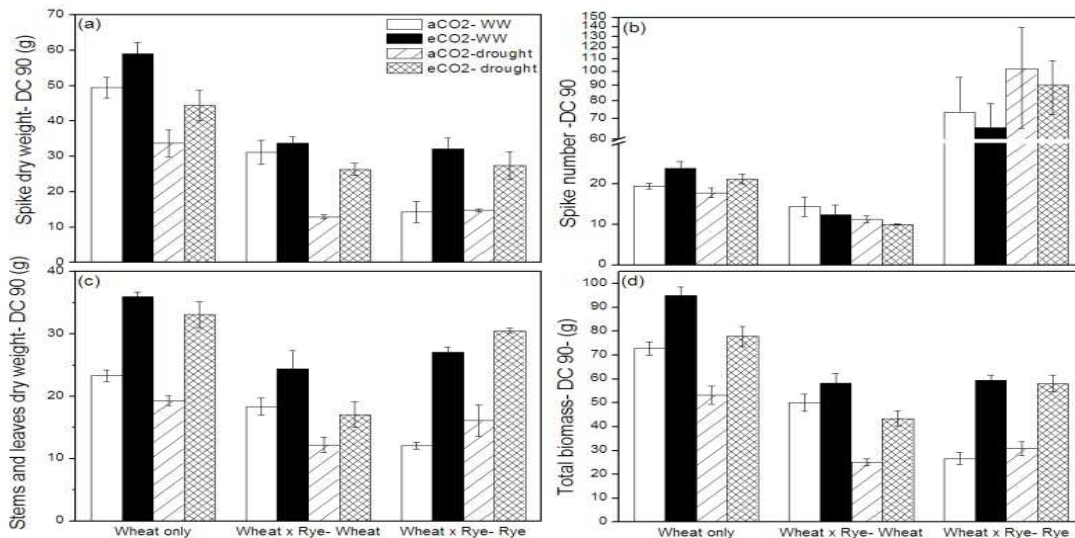 (a)
aCO2- WW
eCO2-WW
aCO2-drought
eCO2- drought
Spike dry weight- DC 90 (g)
70
60
50
40
30
20
10
0
(b)
Spike number -DC 90
150
140
130
120
110
100
90
80
70
60
20
10
(c)
Stems and leaves dry weight- DC 90 (g)
40
30
20
10
0
Wheat only
Wheat x Rye- Wheat
Wheat x Rye- Rye
(d)
Total biomass- DC 90- (g)
100
90
80
70
60
50
40
30
20
10
0
Wheat only
Wheat x Rye- Wheat
Wheat x Rye- Rye